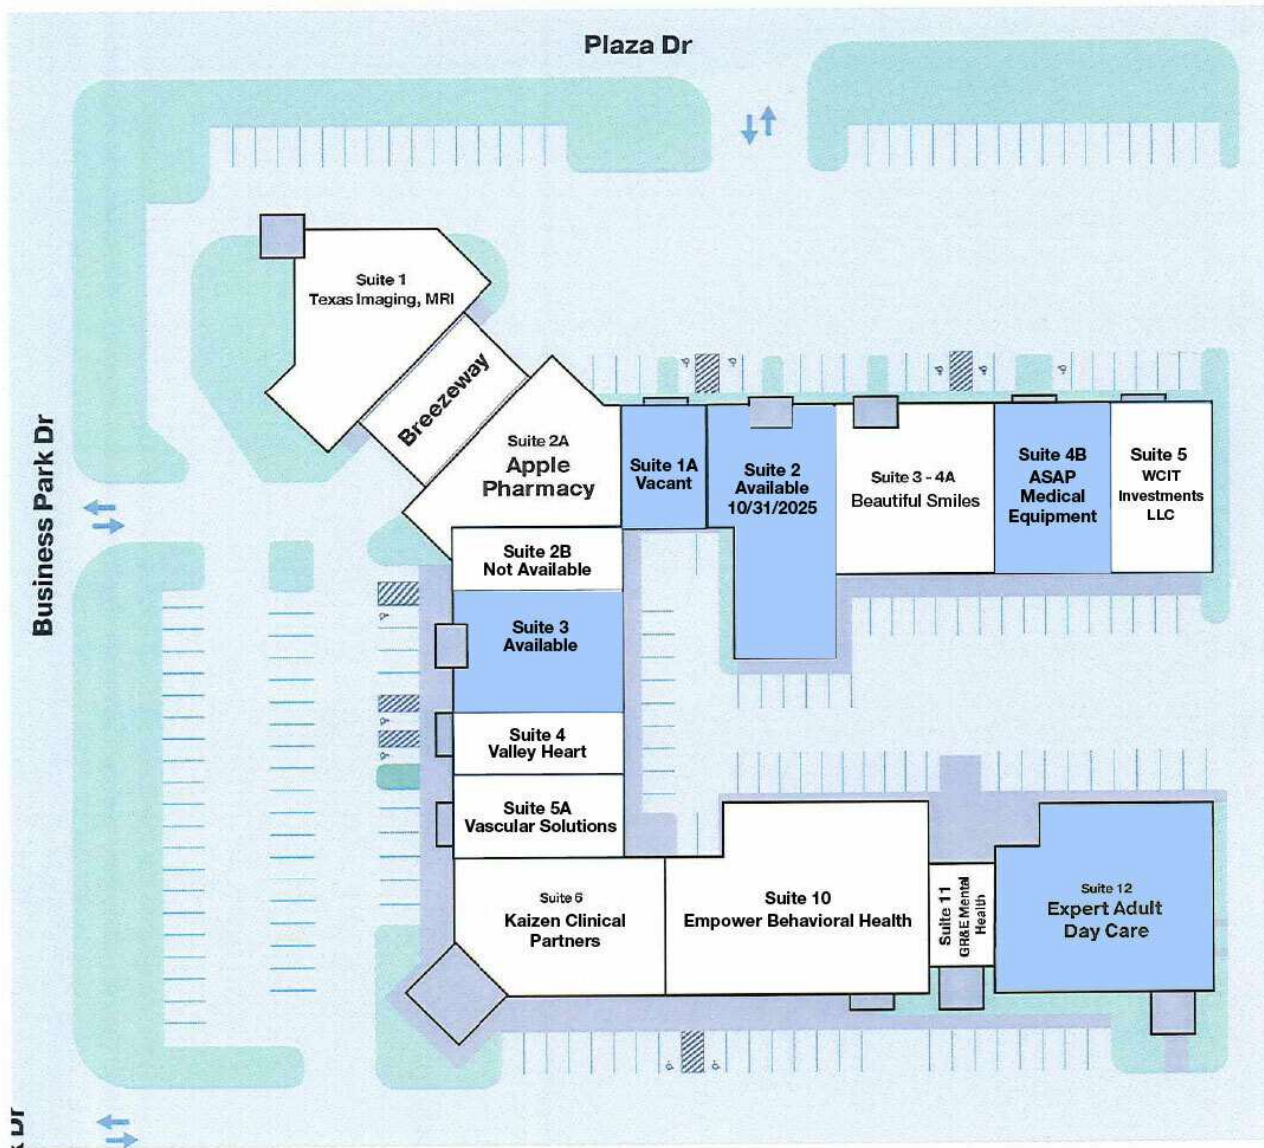 Plaza Dr
Suite 1
Texas Imaging, MRI
Breezeway
Business Park Dr
Suite 2A
Apple
Pharmacy
Suite 1A
Vacant
Suite 2
Available
10/31/2025
Suite 3 - 4A
Beautiful Smiles
Suite 4B
ASAP
Medical
Equipment
Suite 5
WCIT
Investments
LLC
Suite 2B
Not Available
Suite 3
Available
Suite 4
Valley Heart
Suite 5A
Vascular Solutions
Suite 6
Kaizen Clinical
Partners
Suite 10
Empower Behavioral Health
Suite 11
GR&E Mental
Health
Suite 12
Expert Adult
Day Care
Dr